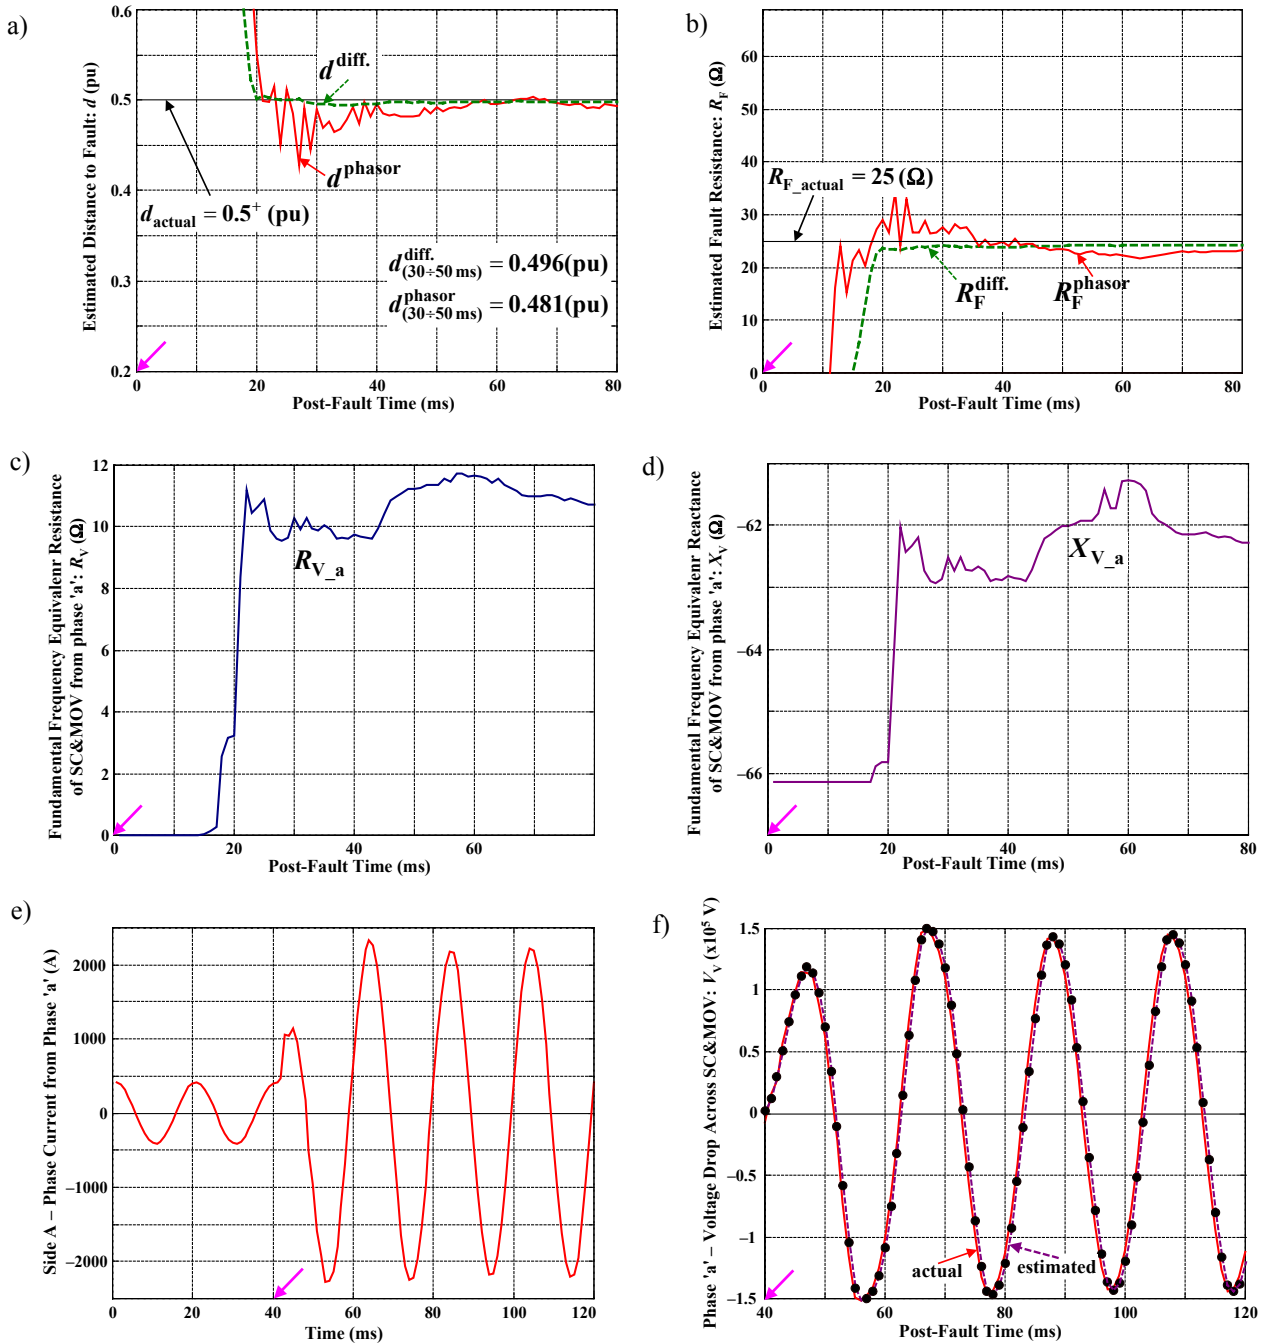 a)
Estimated Distance to Fault: d (pu)
0.6
0.5
0.4
0.3
0.2
d^diff.
d^phasor
d_actual = 0.5⁺ (pu)
d^diff._(30÷50 ms) = 0.496(pu)
d^phasor_(30÷50 ms) = 0.481(pu)
0 20 40 60 80
Post-Fault Time (ms)
b)
Estimated Fault Resistance: R_F (Ω)
60
50
40
30
20
10
0
R_F_actual = 25 (Ω)
R_F^diff.
R_F^phasor
0 20 40 60 80
Post-Fault Time (ms)
c)
Fundamental Frequency Equivalenr Resistance
of SC&MOV from phase 'a': R_V (Ω)
12
10
8
6
4
2
0
R_V_a
0 20 40 60
Post-Fault Time (ms)
d)
Fundamental Frequency Equivalenr Reactance
of SC&MOV from phase 'a': X_V (Ω)
–62
–64
–66
X_V_a
0 20 40 60 80
Post-Fault Time (ms)
e)
Side A – Phase Current from Phase 'a' (A)
2000
1000
0
–1000
–2000
0 20 40 60 80 100 120
Time (ms)
f)
Phase 'a' – Voltage Drop Across SC&MOV: V_V (x10⁵ V)
1.5
1
0.5
0
–0.5
–1
–1.5
actual
estimated
40 60 80 100 120
Post-Fault Time (ms)